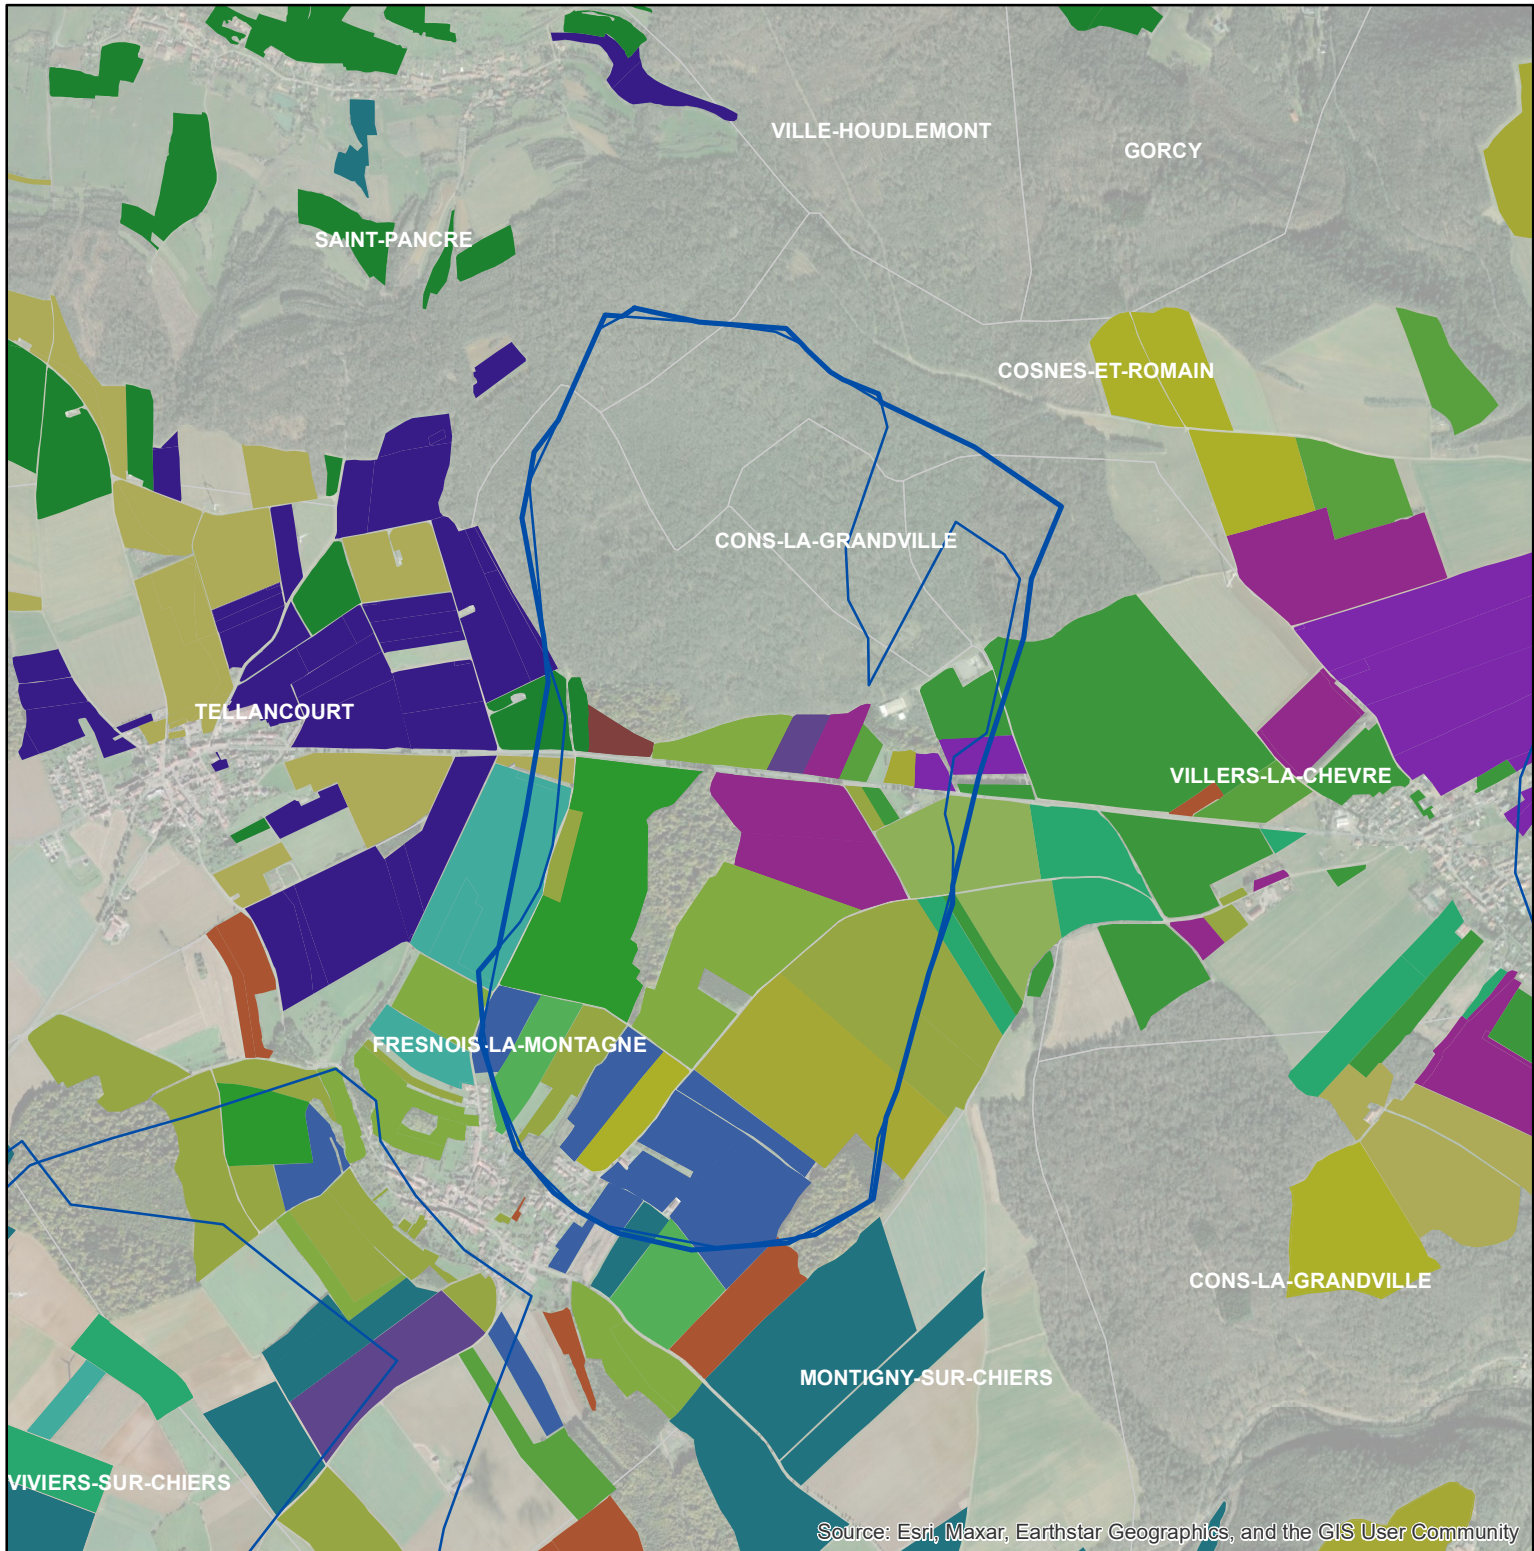 VILLE-HOUDLEMONT
GORCY
SAINT-PANCRE
COSNES-ET-ROMAIN
CONS-LA-GRANDVILLE
TELLANCOURT
VILLERS-LA-CHEVRE
FRESNOIS-LA-MONTAGNE
CONS-LA-GRANDVILLE
MONTIGNY-SUR-CHIERS
VIVIERS-SUR-CHIERS
Source: Esri, Maxar, Earthstar Geographics, and the GIS User Community